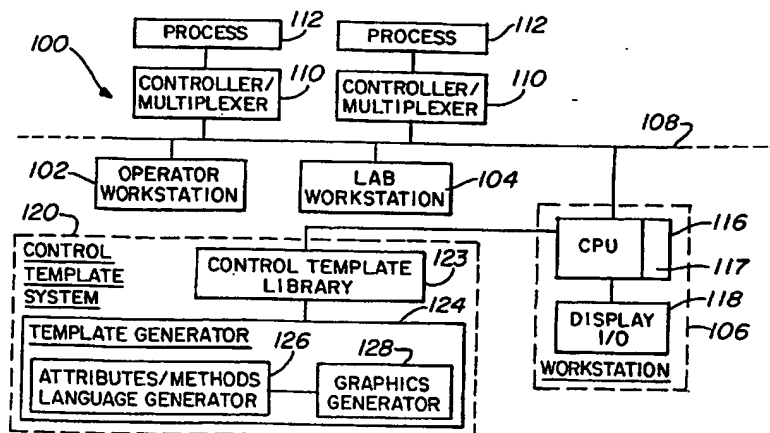 PROCESS
112
PROCESS
112
100
CONTROLLER/
MULTIPLEXER
110
CONTROLLER/
MULTIPLEXER
110
108
102
OPERATOR
WORKSTATION
LAB
WORKSTATION
104
120
CONTROL
TEMPLATE
SYSTEM
CONTROL TEMPLATE
LIBRARY
123
CPU
116
117
124
TEMPLATE GENERATOR
126
ATTRIBUTES/METHODS
LANGUAGE GENERATOR
128
GRAPHICS
GENERATOR
DISPLAY
I/O
118
106
WORKSTATION